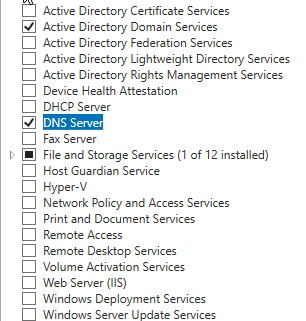 Active Directory Certificate Services
Active Directory Domain Services
Active Directory Federation Services
Active Directory Lightweight Directory Services
Active Directory Rights Management Services
Device Health Attestation
DHCP Server
DNS Server
Fax Server
File and Storage Services (1 of 12 installed)
Host Guardian Service
Hyper-V
Network Policy and Access Services
Print and Document Services
Remote Access
Remote Desktop Services
Volume Activation Services
Web Server (IIS)
Windows Deployment Services
Windows Server Update Services